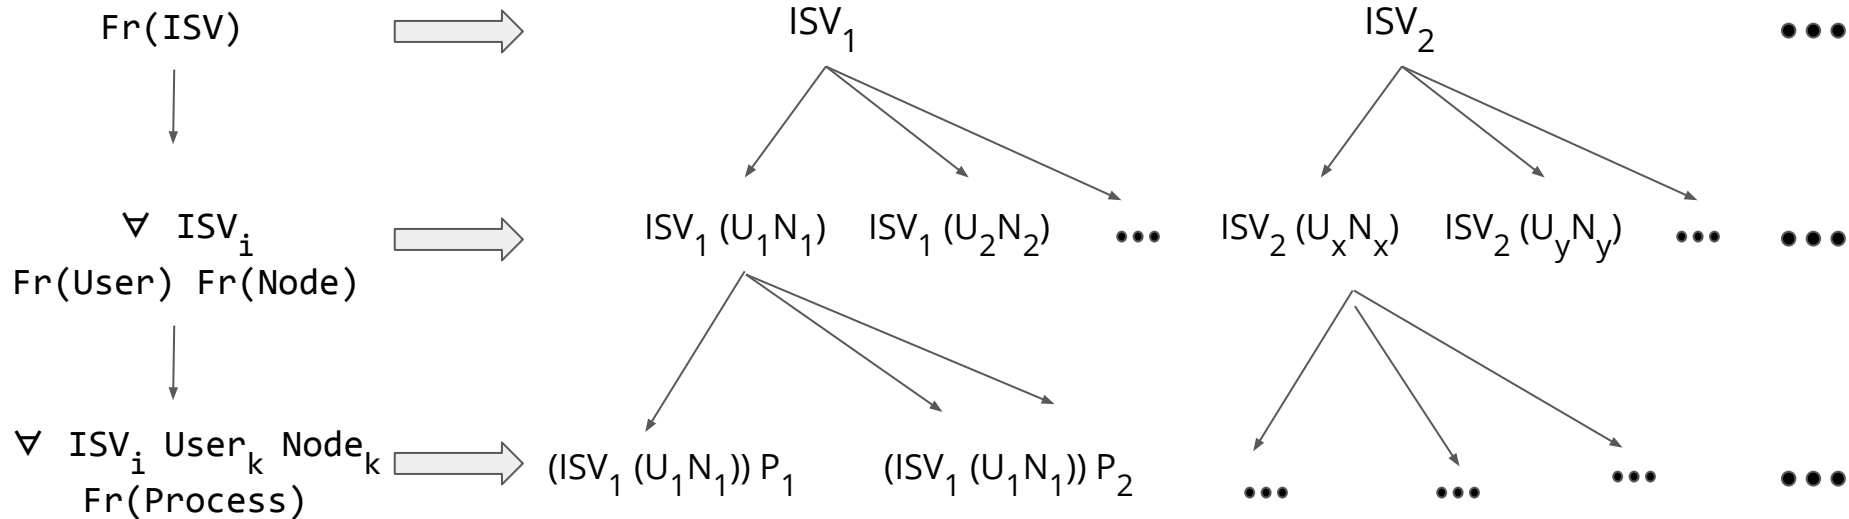 Fr(ISV) ISV₁ ISV₂ •••
∀ ISVᵢ ISV₁ (U₁N₁) ISV₁ (U₂N₂) ••• ISV₂ (UₓNₓ) ISV₂ (U_yN_y) ••• •••
Fr(User) Fr(Node)
∀ ISVᵢ Userₖ Nodeₖ (ISV₁ (U₁N₁)) P₁ (ISV₁ (U₁N₁)) P₂ ••• ••• ••• •••
Fr(Process)